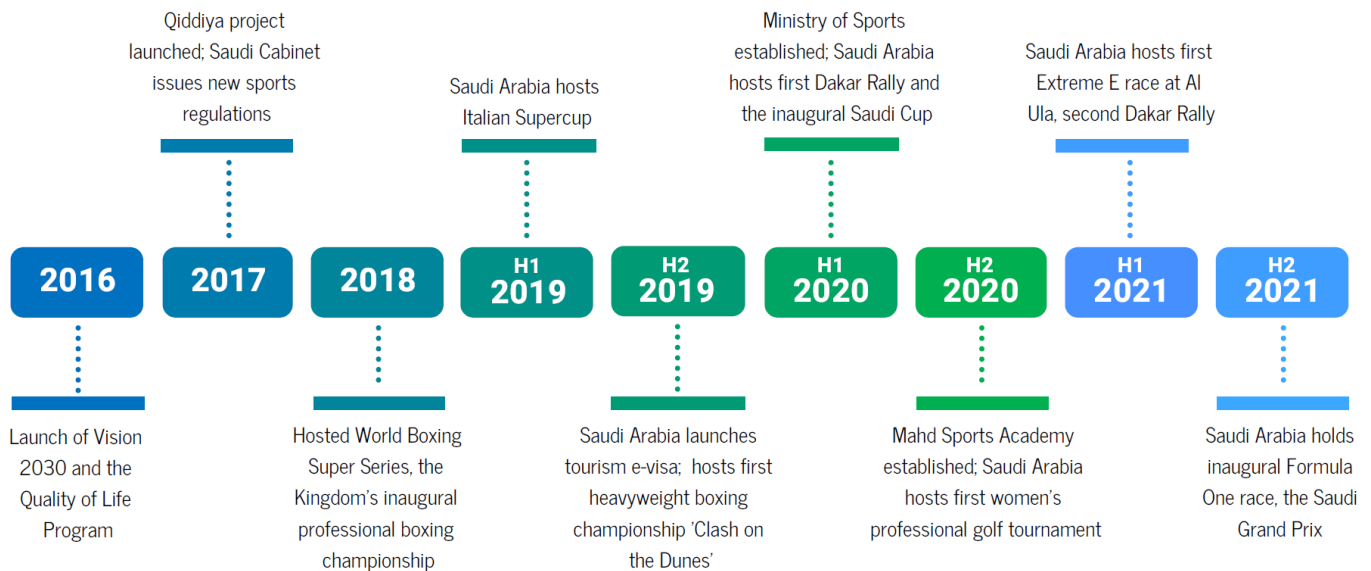 Qiddiya project
launched; Saudi Cabinet
issues new sports
regulations
Saudi Arabia hosts
Italian Supercup
Ministry of Sports
established; Saudi Arabia
hosts first Dakar Rally and
the inaugural Saudi Cup
Saudi Arabia hosts first
Extreme E race at Al
Ula, second Dakar Rally
2016
2017
2018
H1
2019
H2
2019
H1
2020
H2
2020
H1
2021
H2
2021
Launch of Vision
2030 and the
Quality of Life
Program
Hosted World Boxing
Super Series, the
Kingdom's inaugural
professional boxing
championship
Saudi Arabia launches
tourism e-visa;  hosts first
heavyweight boxing
championship 'Clash on
the Dunes'
Mahd Sports Academy
established; Saudi Arabia
hosts first women's
professional golf tournament
Saudi Arabia holds
inaugural Formula
One race, the Saudi
Grand Prix